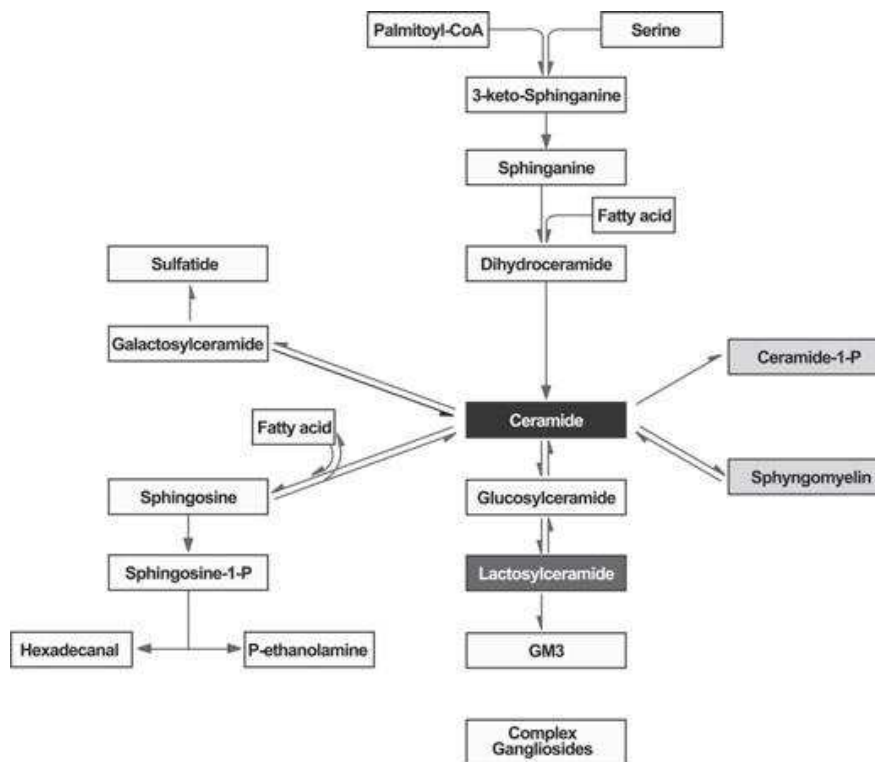 Palmitoyl-CoA
Serine
3-keto-Sphinganine
Sphinganine
Fatty acid
Dihydroceramide
Sulfatide
Galactosylceramide
Ceramide-1-P
Ceramide
Fatty acid
Sphyngomyelin
Sphingosine
Glucosylceramide
Sphingosine-1-P
Lactosylceramide
Hexadecanal
P-ethanolamine
GM3
Complex
Gangliosides